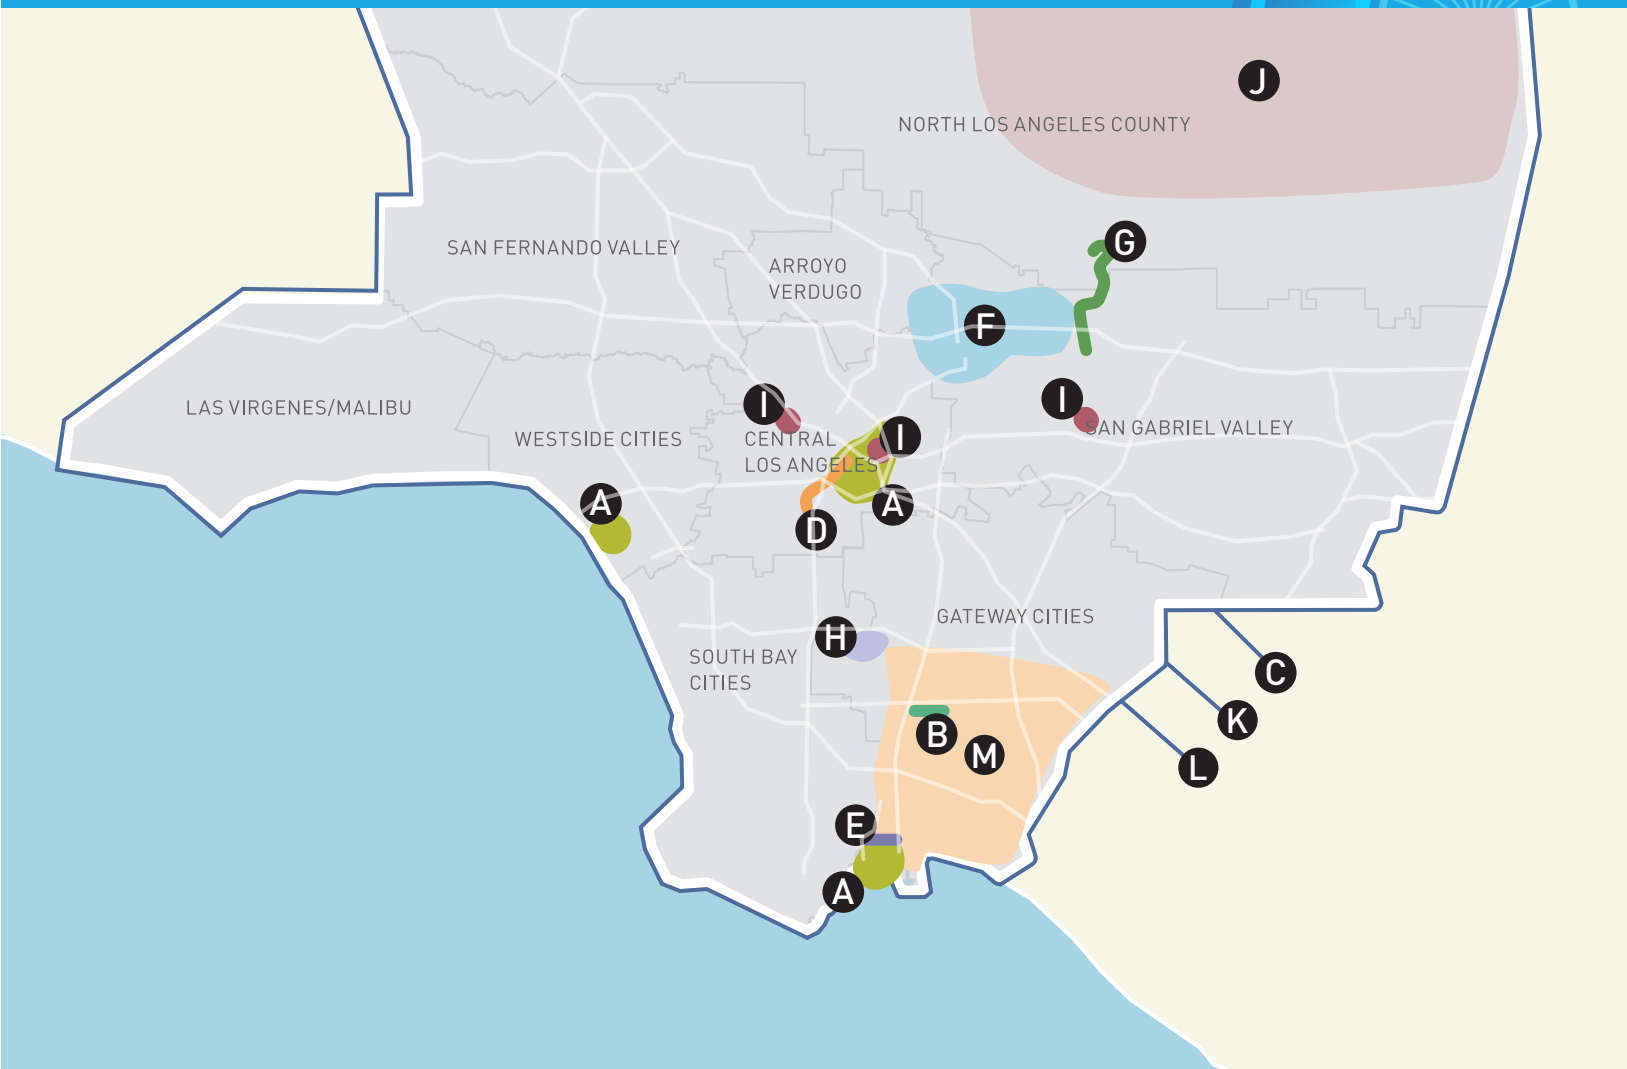 J
NORTH LOS ANGELES COUNTY
G
SAN FERNANDO VALLEY
ARROYO
VERDUGO
F
LAS VIRGENES/MALIBU
I
I
SAN GABRIEL VALLEY
WESTSIDE CITIES
CENTRAL
LOS ANGELES
I
A
A
D
GATEWAY CITIES
H
SOUTH BAY
CITIES
C
K
B
M
L
E
A